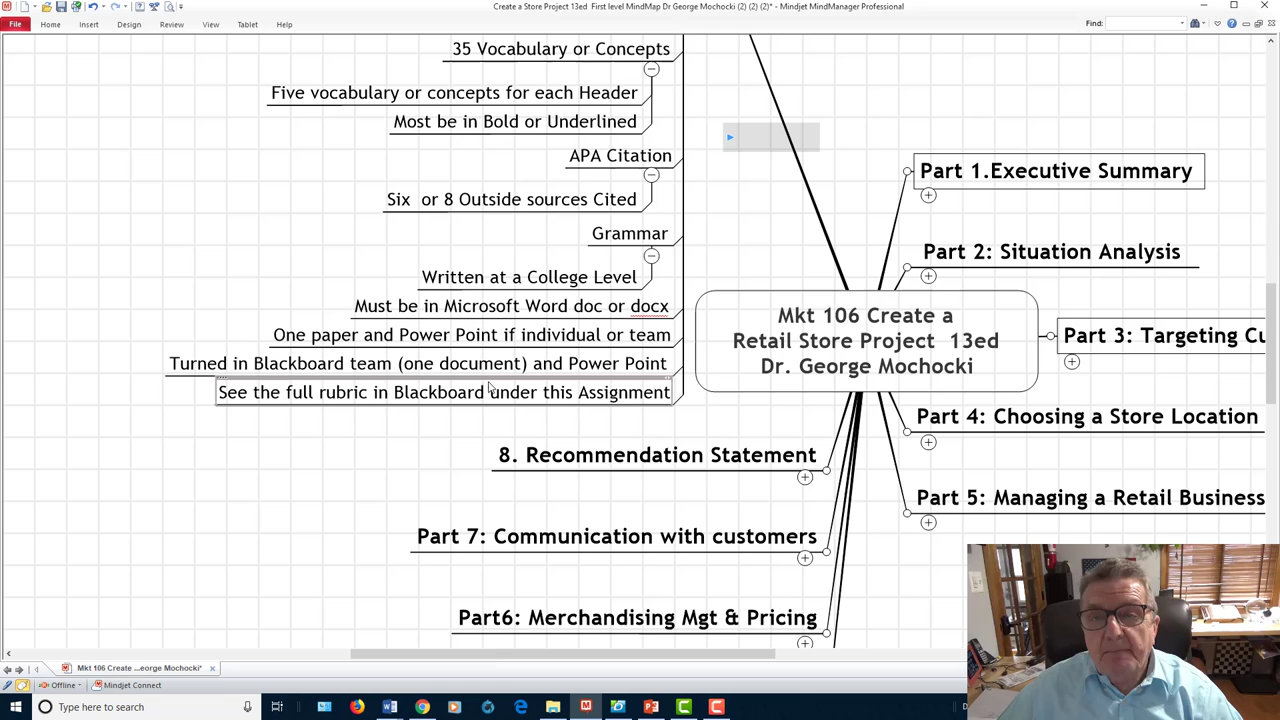 Create a Store Project 13ed First level MindMap Dr George Mochocki (2) (2) (2)* - Mindjet MindManager Professional
File Home Insert Design Review View Tablet Help
Find:
35 Vocabulary or Concepts
Five vocabulary or concepts for each Header
Most be in Bold or Underlined
APA Citation
Six or 8 Outside sources Cited
Grammar
Written at a College Level
Must be in Microsoft Word doc or docx
One paper and Power Point if individual or team
Turned in Blackboard team (one document) and Power Point
See the full rubric in Blackboard under this Assignment
8. Recommendation Statement
Part 7: Communication with customers
Part6: Merchandising Mgt & Pricing
Mkt 106 Create a
Retail Store Project 13ed
Dr. George Mochocki
Part 1.Executive Summary
Part 2: Situation Analysis
Part 3: Targeting Cu
Part 4: Choosing a Store Location
Part 5: Managing a Retail Business
Mkt 106 Create ...eorge Mochocki*
Offline
Mindjet Connect
Type here to search